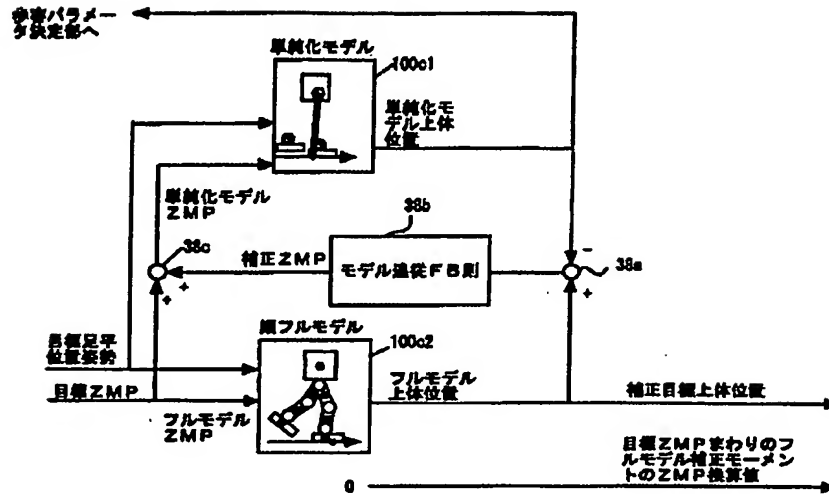 歩容パラメー
タ決定部へ
単純化モデル
100c1
単純化モ
デル上体
位置
単純化モデル
ZMP
38b
38c
補正ZMP
モデル追従FB則
-
38a
+
+
+
目標足平
位置姿勢
順フルモデル
100c2
目標ZMP
フルモデル
ZMP
フルモデル
上体位置
補正目標上体位置
目標ZMPまわりのフ
ルモデル補正モーメン
トのZMP換算値
0